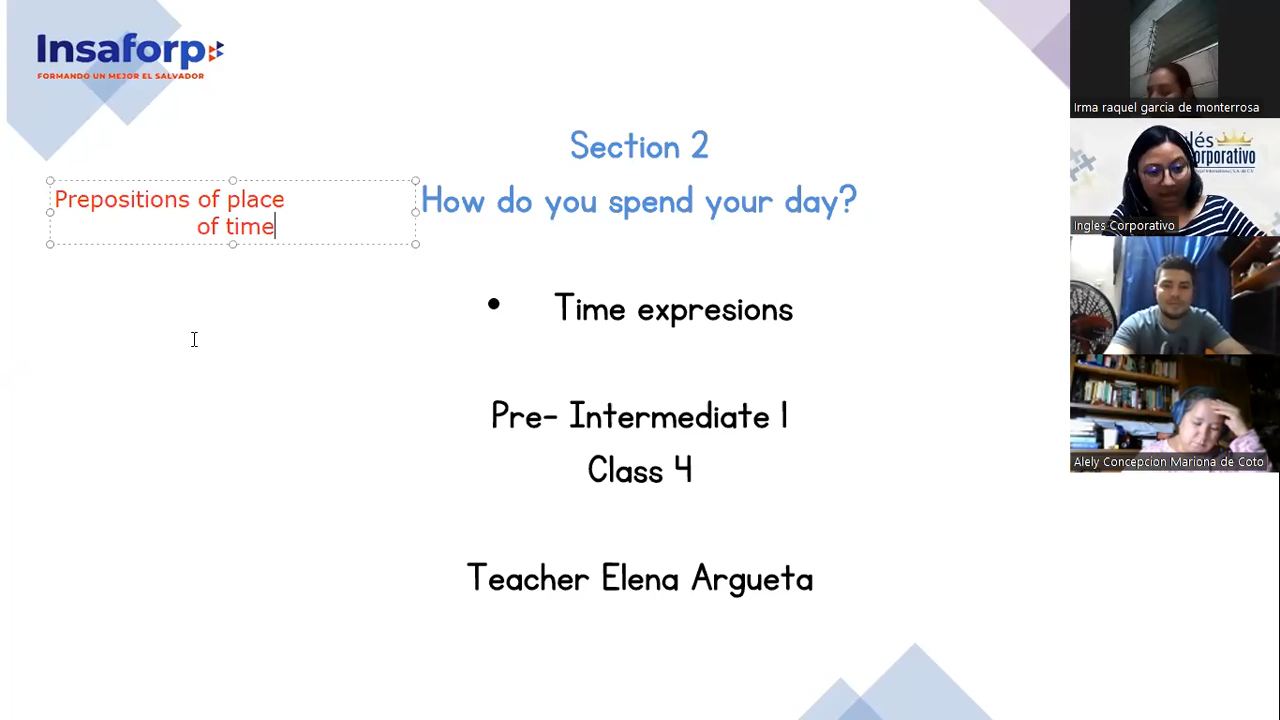 Insaforp
FORMANDO UN MEJOR EL SALVADOR
Section 2
Prepositions of place
of time
How do you spend your day?
• Time expresions
Pre- Intermediate 1
Class 4
Teacher Elena Argueta
Irma raquel garcia de monterrosa
Corporativo
Ingles Corporativo
Alely Concepcion Mariona de Coto